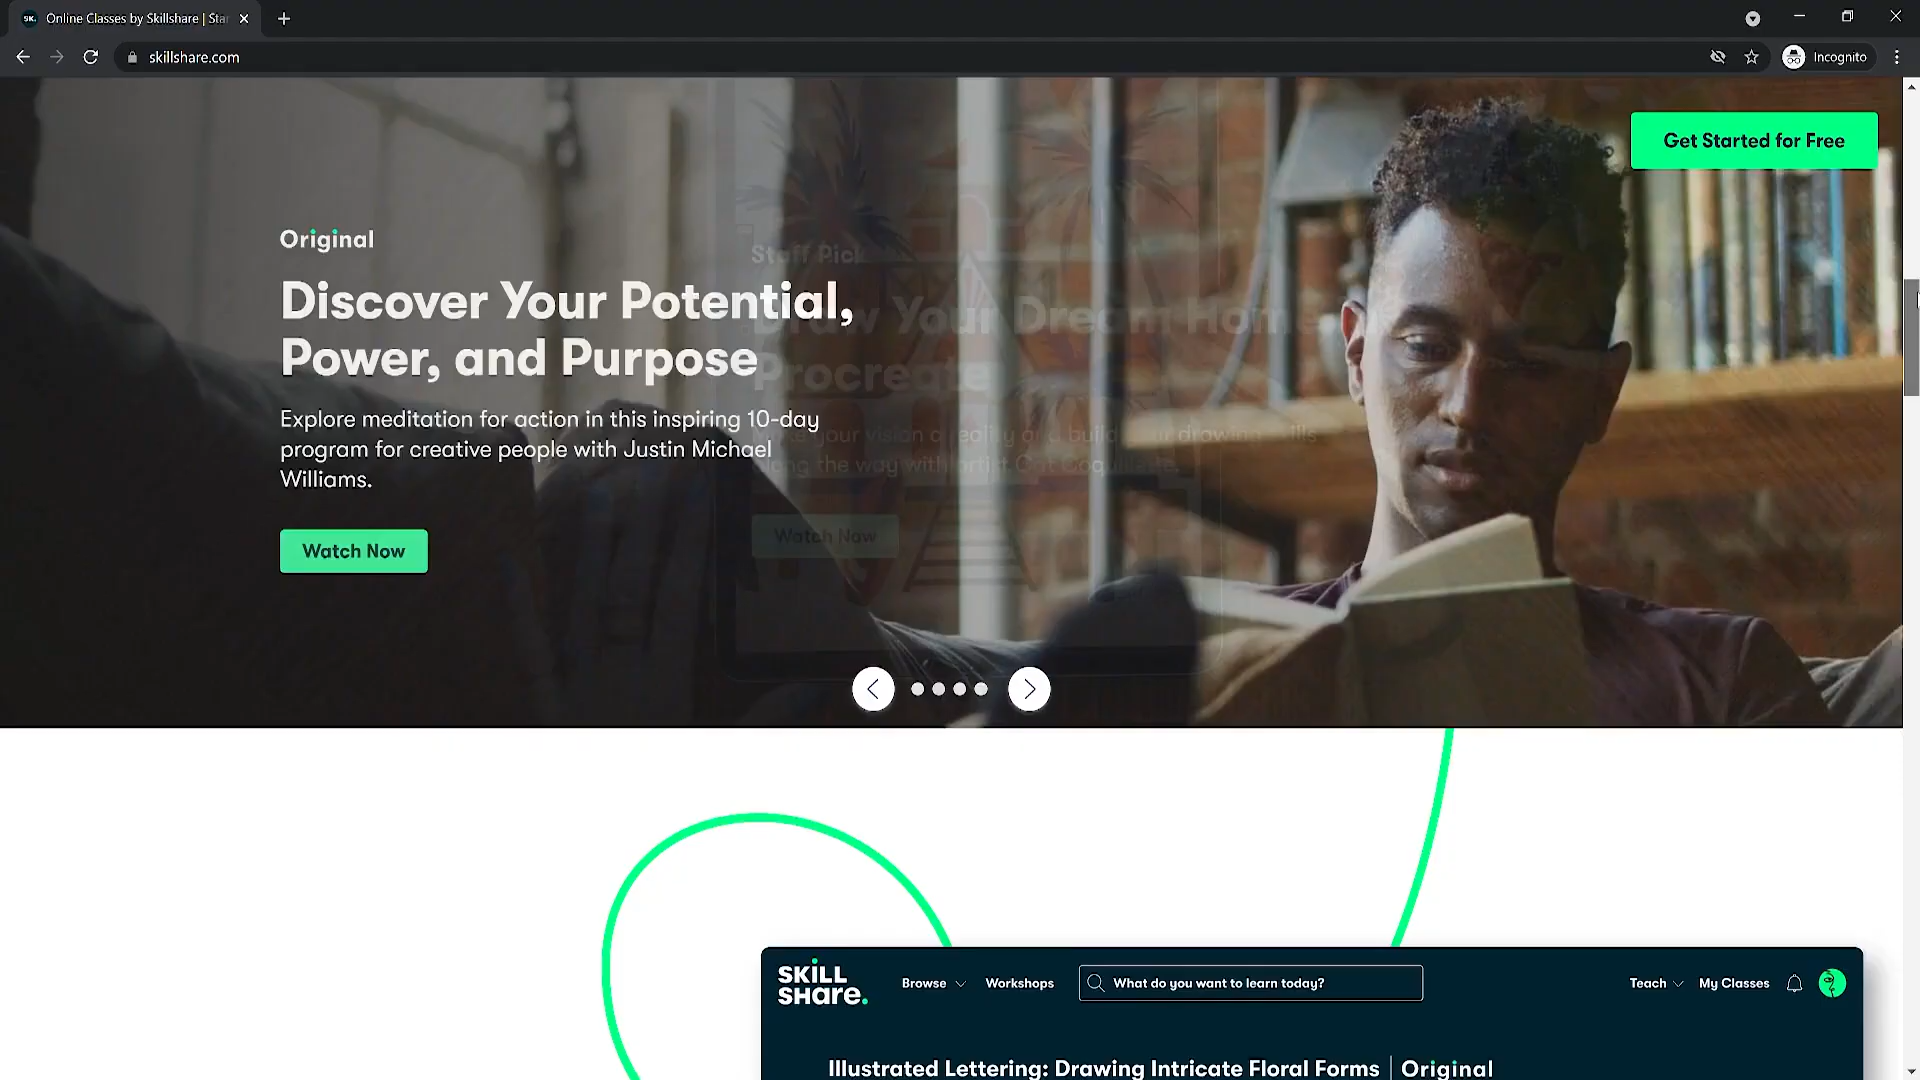 SK.
Online Classes by Skillshare | Star
skillshare.com
Incognito
Get Started for Free
Original
Discover Your Potential,
Power, and Purpose
Explore meditation for action in this inspiring 10-day
program for creative people with Justin Michael
Williams.
Watch Now
Staff Pick
Draw Your Dream Home
Procreate
your vision a reality and build your drawing skills
along the way with artist Cat Coquillette.
Watch Now
SKILL
SHARE.
Browse
Workshops
What do you want to learn today?
Teach
My Classes
Illustrated Lettering: Drawing Intricate Floral Forms | Original